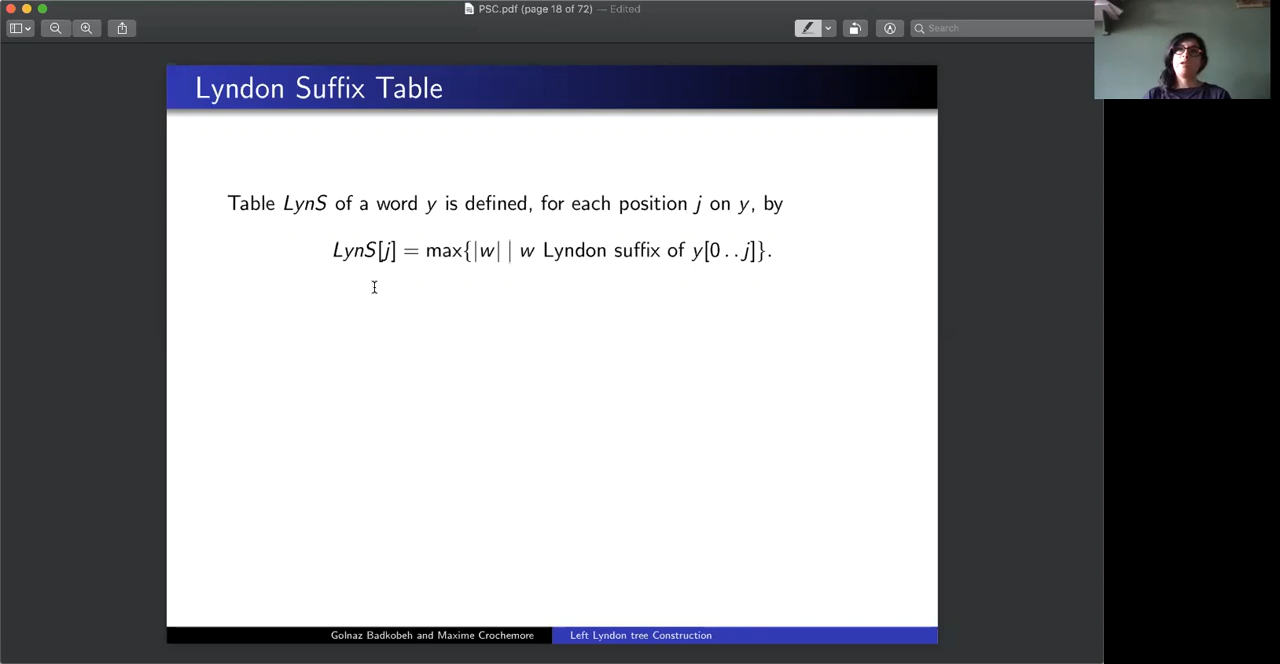 PSC.pdf (page 18 of 72) — Edited
Search
Lyndon Suffix Table
Table LynS of a word y is defined, for each position j on y, by
LynS[j] = max{|w| | w Lyndon suffix of y[0 . . j]}.
Golnaz Badkobeh and Maxime Crochemore
Left Lyndon tree Construction